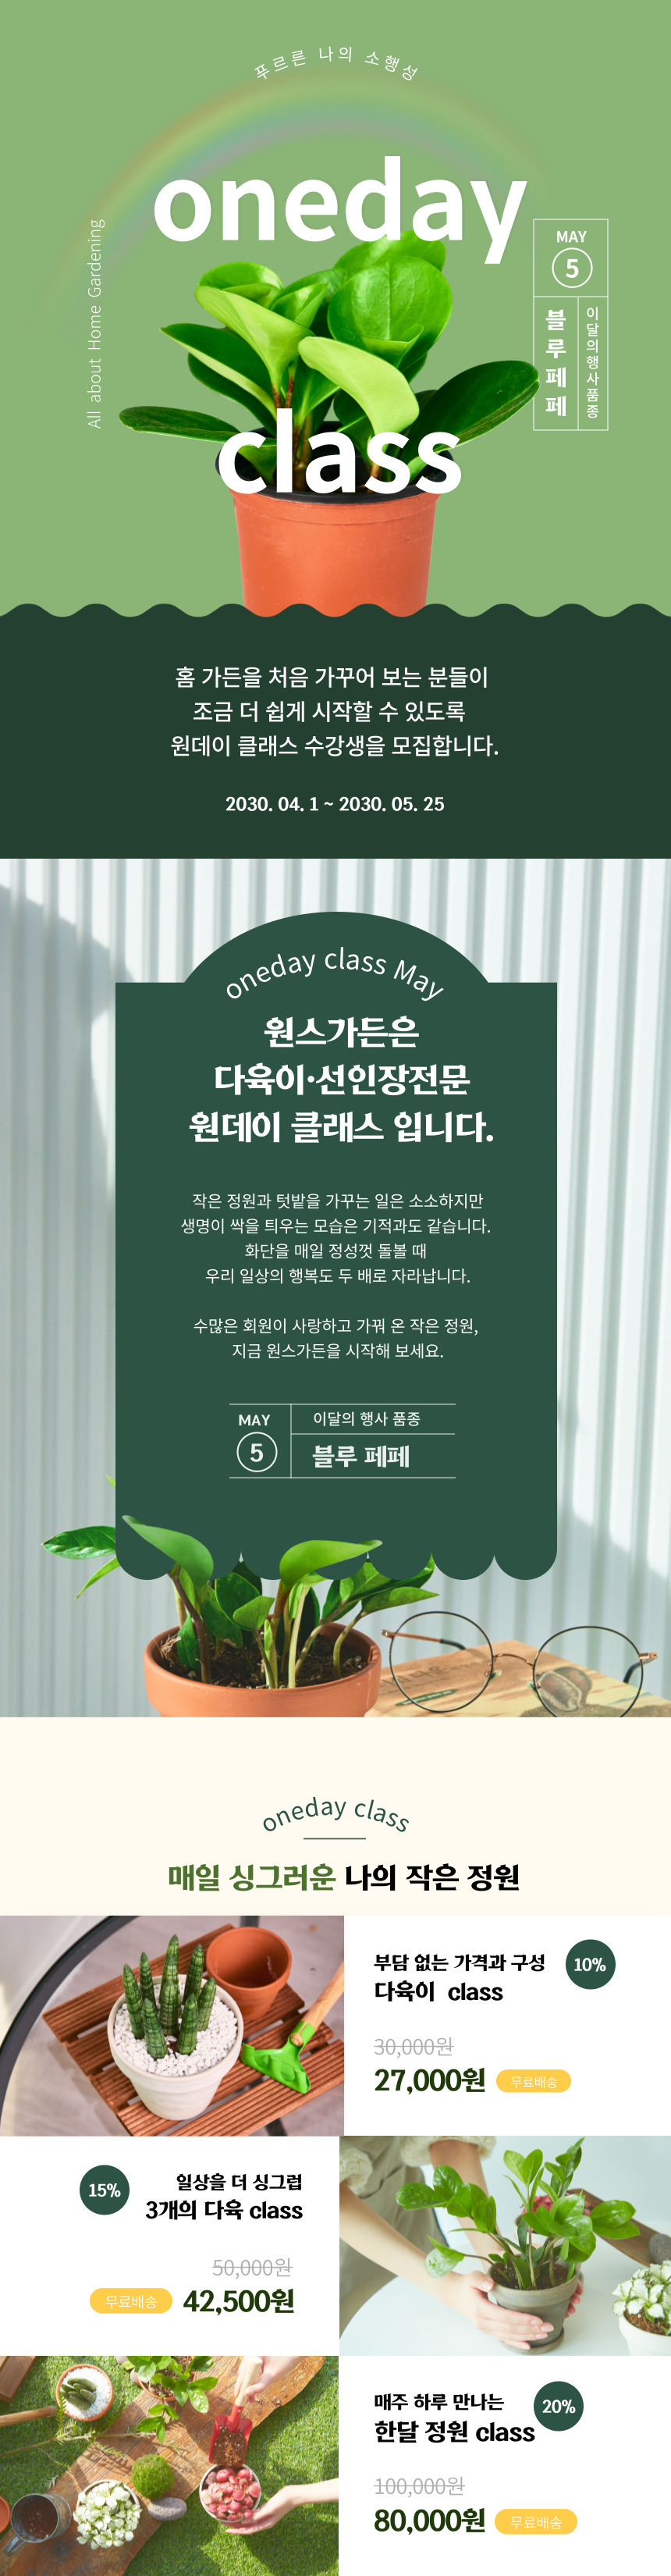 푸르른 나의 소행성
oneday
class
All about Home Gardening
MAY
5
블루페페
이달의행사품종
홈 가든을 처음 가꾸어 보는 분들이
조금 더 쉽게 시작할 수 있도록
원데이 클래스 수강생을 모집합니다.
2030. 04. 1 ~ 2030. 05. 25
oneday class May
원스가든은
다육이·선인장전문
원데이 클래스 입니다.
작은 정원과 텃밭을 가꾸는 일은 소소하지만
생명이 싹을 틔우는 모습은 기적과도 같습니다.
화단을 매일 정성껏 돌볼 때
우리 일상의 행복도 두 배로 자라납니다.
수많은 회원이 사랑하고 가꿔 온 작은 정원,
지금 원스가든을 시작해 보세요.
MAY
5
이달의 행사 품종
블루 페페
oneday class
매일 싱그러운 나의 작은 정원
부담 없는 가격과 구성
다육이 class
10%
30,000원
27,000원
무료배송
15%
일상을 더 싱그럽
3개의 다육 class
50,000원
무료배송
42,500원
매주 하루 만나는
한달 정원 class
20%
100,000원
80,000원
무료배송